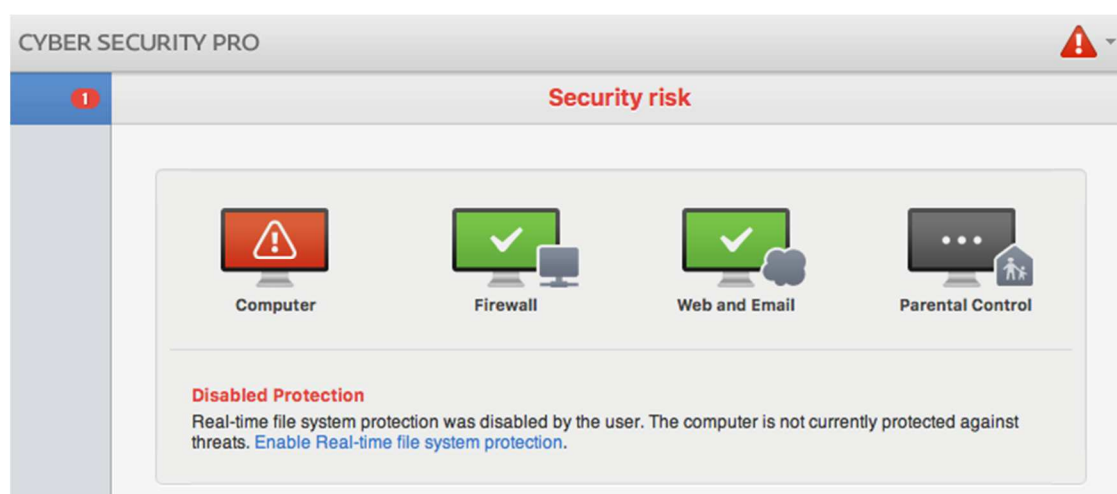 CYBER SECURITY PRO
1
Security risk
Computer
Firewall
Web and Email
Parental Control
Disabled Protection
Real-time file system protection was disabled by the user. The computer is not currently protected against
threats. Enable Real-time file system protection.